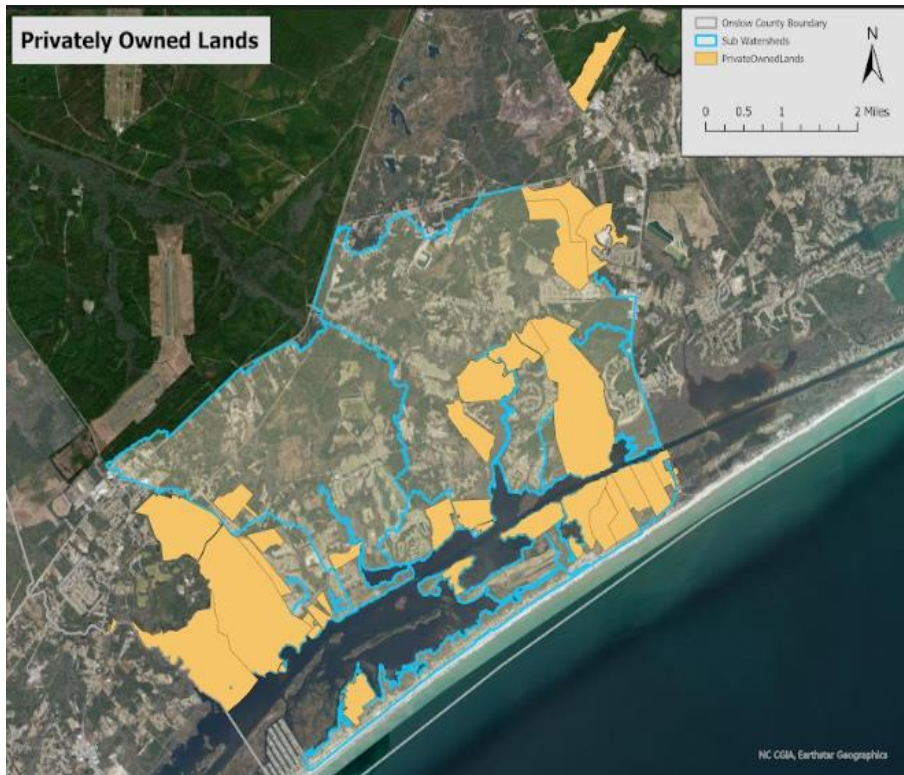 Privately Owned Lands
Onslow County Boundary
Sub Watersheds
PrivateOwnedLands
N
0 0.5 1 2 Miles
NC CGIA, Earthstar Geographics